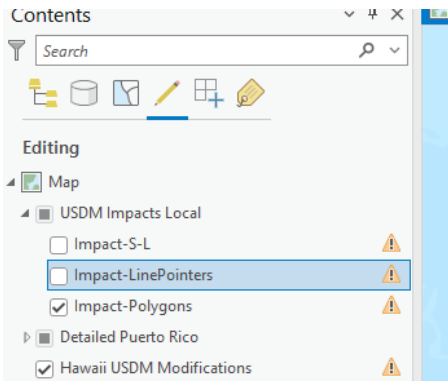 Contents
Search
Editing
Map
USDM Impacts Local
Impact-S-L
Impact-LinePointers
Impact-Polygons
Detailed Puerto Rico
Hawaii USDM Modifications